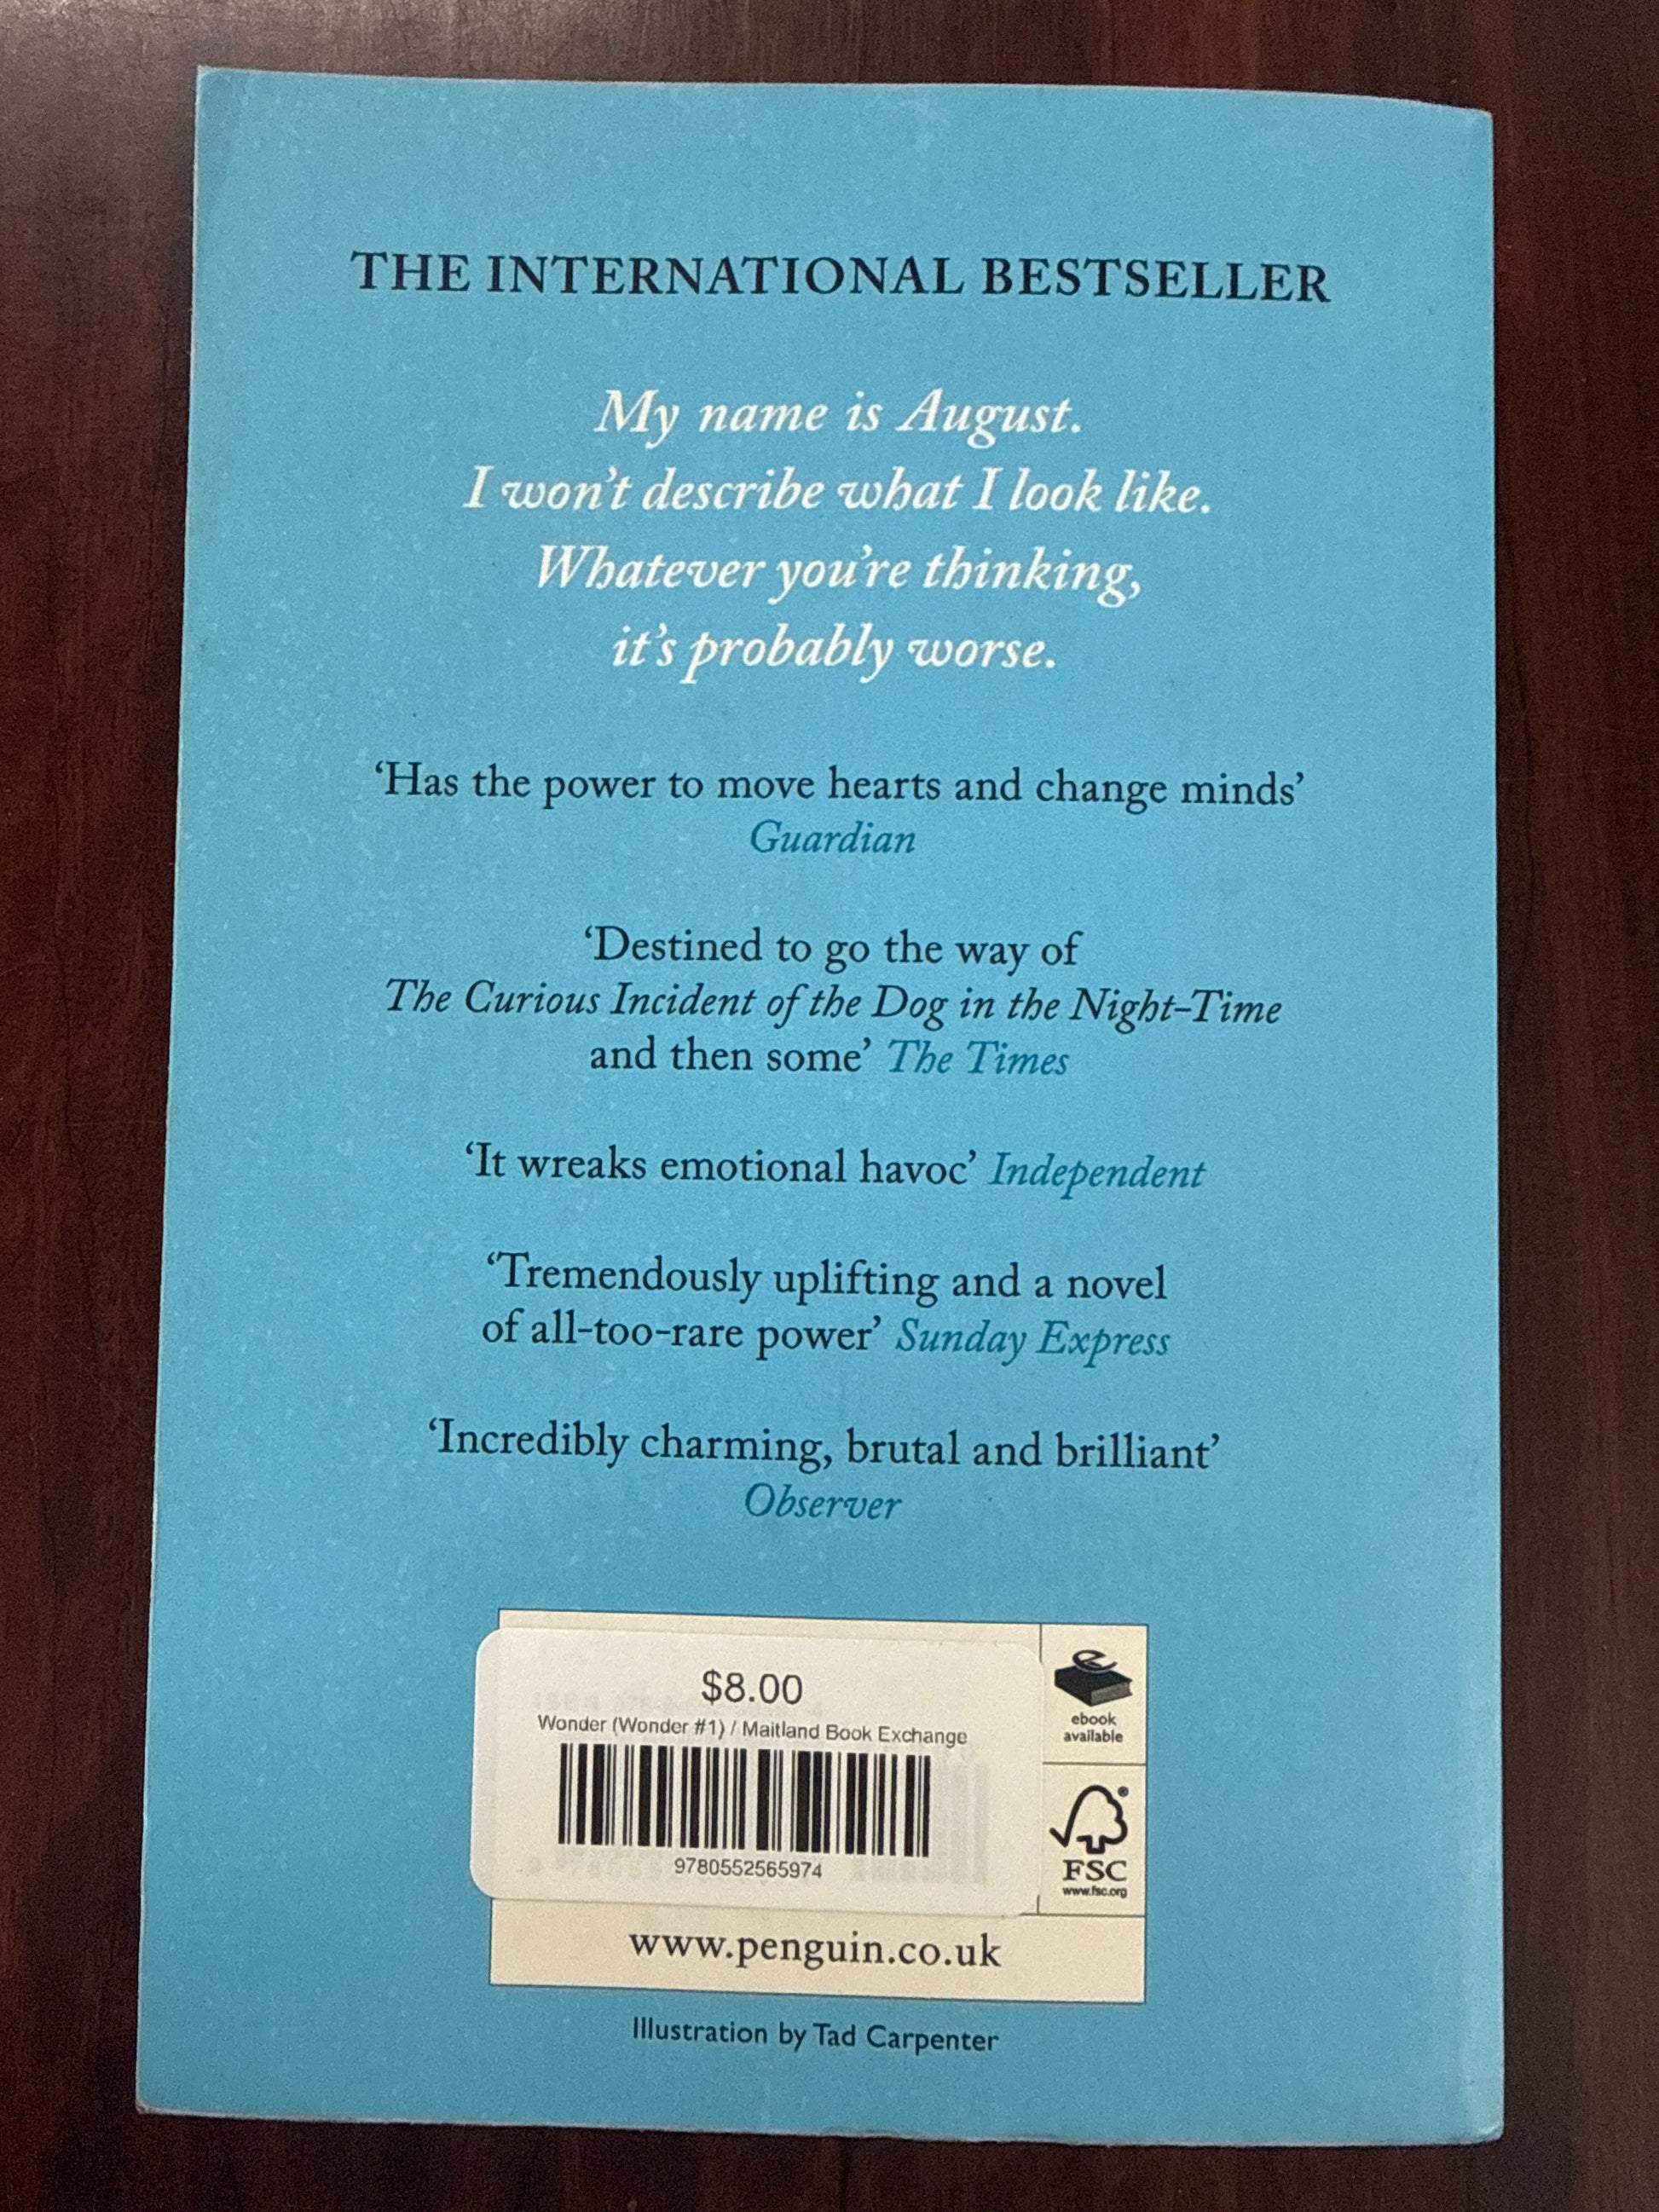 THE INTERNATIONAL BESTSELLER
My name is August.
I won't describe what I look like.
Whatever you're thinking,
it's probably worse.
‘Has the power to move hearts and change minds’
Guardian
‘Destined to go the way of
The Curious Incident of the Dog in the Night-Time
and then some’ The Times
‘It wreaks emotional havoc’ Independent
‘Tremendously uplifting and a novel
of all-too-rare power’ Sunday Express
‘Incredibly charming, brutal and brilliant’
Observer
$8.00
Wonder (Wonder #1) / Maitland Book Exchange
9780552565974
e
ebook
available
®
FSC
www.fsc.org
www.penguin.co.uk
Illustration by Tad Carpenter